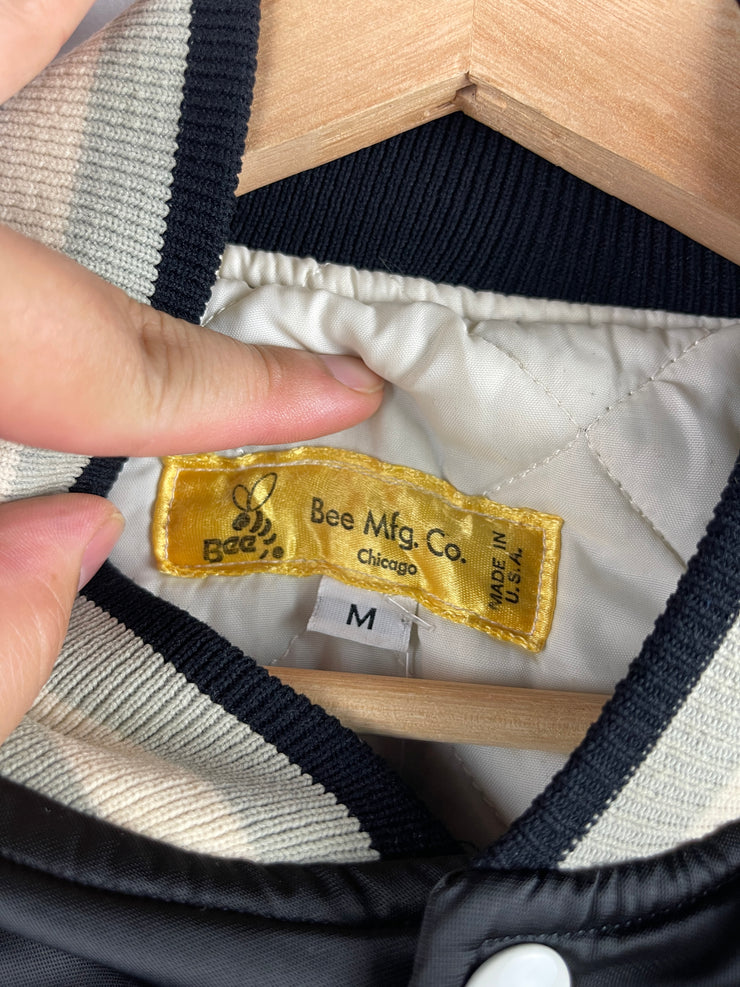 Bee
Bee Mfg. Co.
Chicago
MADE IN
U.S.A.
M